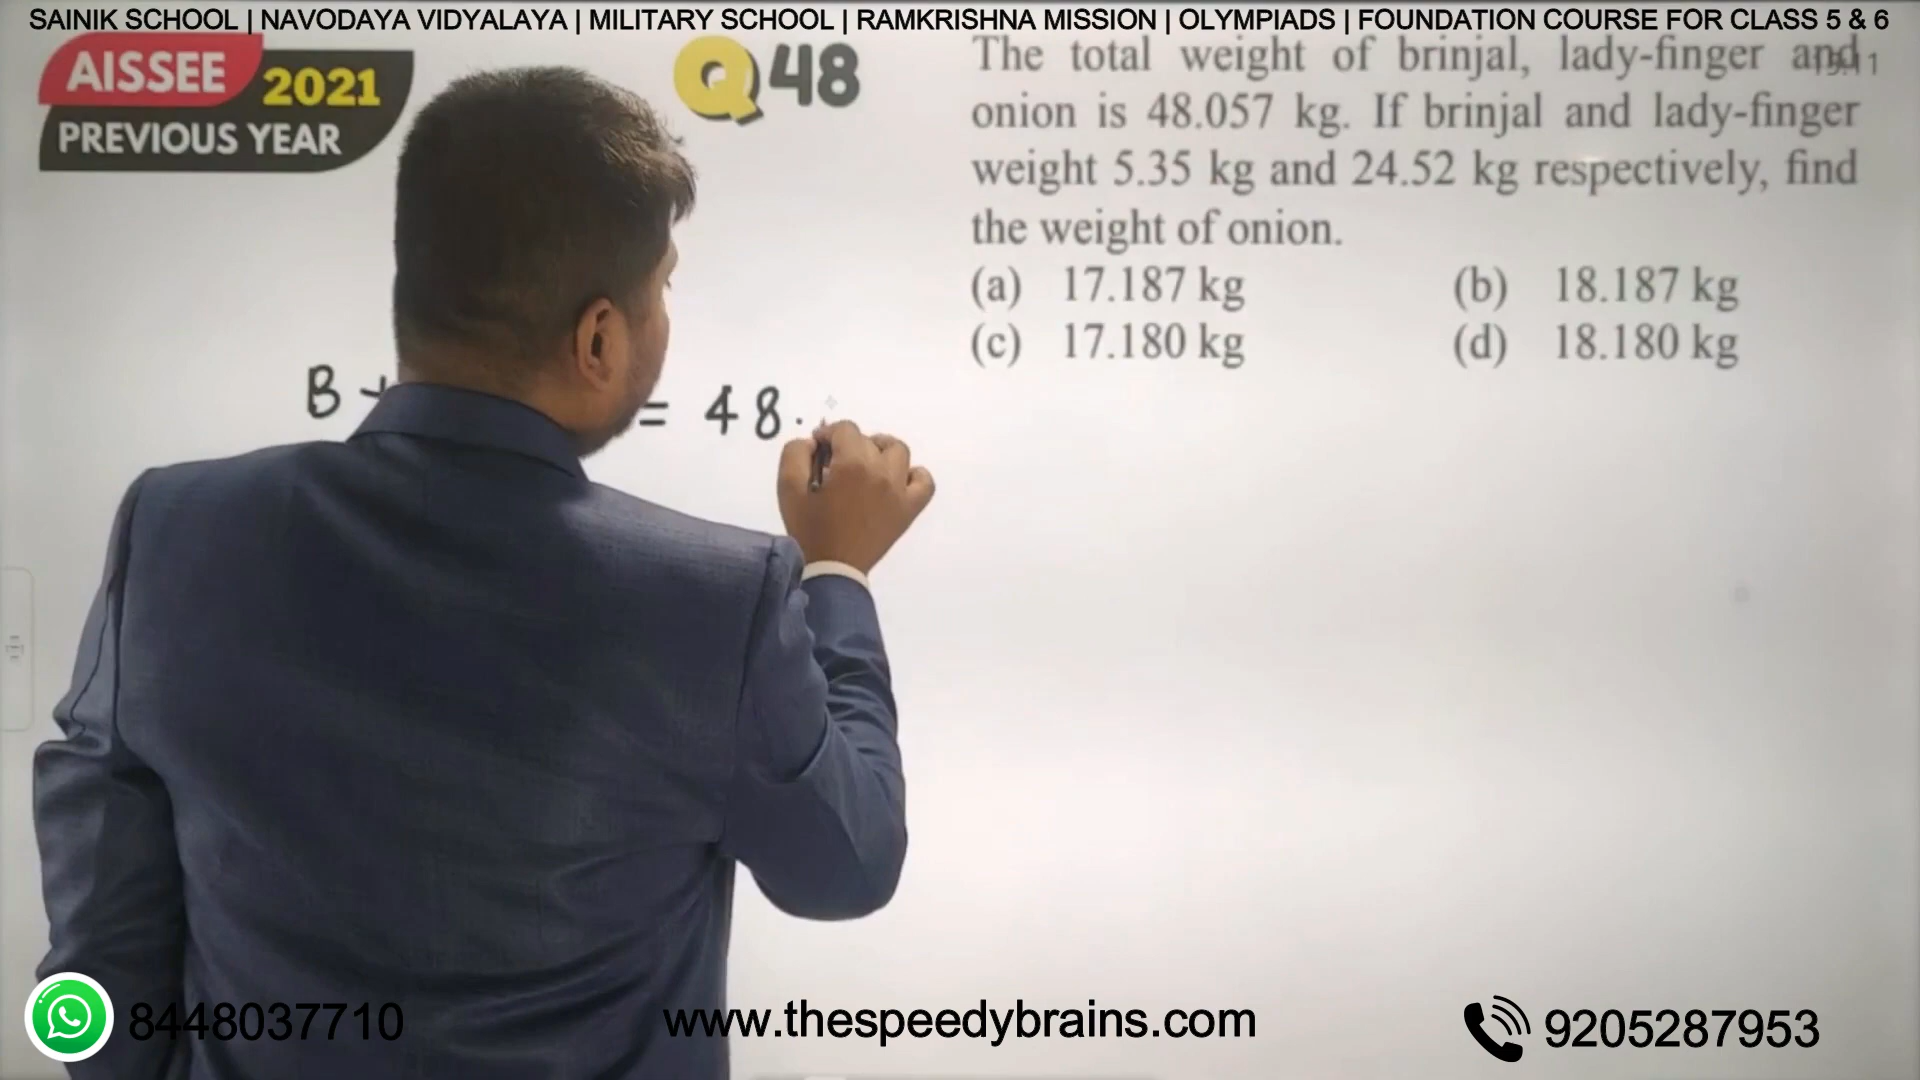 SAINIK SCHOOL | NAVODAYA VIDYALAYA | MILITARY SCHOOL | RAMKRISHNA MISSION | OLYMPIADS | FOUNDATION COURSE FOR CLASS 5 & 6
AISSEE 2021
PREVIOUS YEAR
Q 48
The total weight of brinjal, lady-finger and
onion is 48.057 kg. If brinjal and lady-finger
weight 5.35 kg and 24.52 kg respectively, find
the weight of onion.
(a) 17.187 kg (b) 18.187 kg
(c) 17.180 kg (d) 18.180 kg
B +
= 48.
8448037710
www.thespeedybrains.com
9205287953